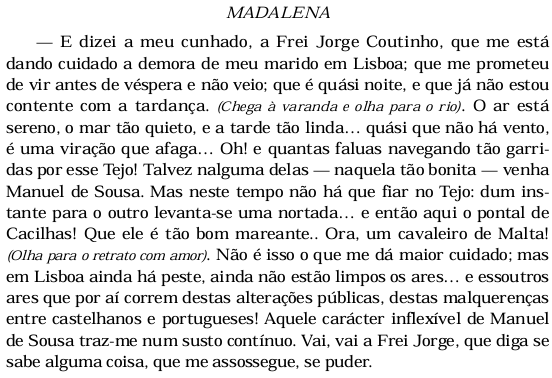 MADALENA
— E dizei a meu cunhado, a Frei Jorge Coutinho, que me está
dando cuidado a demora de meu marido em Lisboa; que me prometeu
de vir antes de véspera e não veio; que é quási noite, e que já não estou
contente com a tardança. (Chega à varanda e olha para o rio). O ar está
sereno, o mar tão quieto, e a tarde tão linda... quási que não há vento,
é uma viração que afaga... Oh! e quantas faluas navegando tão garri-
das por esse Tejo! Talvez nalguma delas — naquela tão bonita — venha
Manuel de Sousa. Mas neste tempo não há que fiar no Tejo: dum ins-
tante para o outro levanta-se uma nortada... e então aqui o pontal de
Cacilhas! Que ele é tão bom mareante.. Ora, um cavaleiro de Malta!
(Olha para o retrato com amor). Não é isso o que me dá maior cuidado; mas
em Lisboa ainda há peste, ainda não estão limpos os ares... e essoutros
ares que por aí correm destas alterações públicas, destas malquerenças
entre castelhanos e portugueses! Aquele carácter inflexível de Manuel
de Sousa traz-me num susto contínuo. Vai, vai a Frei Jorge, que diga se
sabe alguma coisa, que me assossegue, se puder.